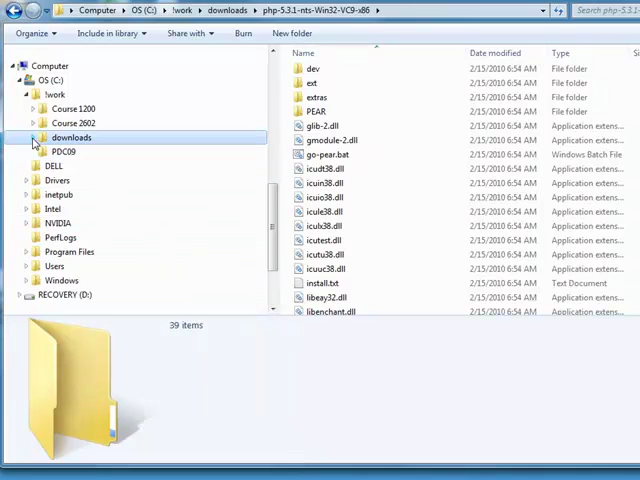 Computer ▸ OS (C:) ▸ !work ▸ downloads ▸ php-5.3.1-nts-Win32-VC9-x86 ▸ Search php-5.3.1-
Organize Include in library Share with Burn New folder
Name Date modified Type
Computer
OS (C:)
!work
Course 1200
Course 2602
downloads
PDC09
DELL
Drivers
inetpub
Intel
NVIDIA
PerfLogs
Program Files
Users
Windows
RECOVERY (D:)
dev 2/15/2010 6:54 AM File folder
ext 2/15/2010 6:54 AM File folder
extras 2/15/2010 6:54 AM File folder
PEAR 2/15/2010 6:54 AM File folder
glib-2.dll 2/15/2010 6:54 AM Application extens...
gmodule-2.dll 2/15/2010 6:54 AM Application extens...
go-pear.bat 2/15/2010 6:54 AM Windows Batch File
icudt38.dll 2/15/2010 6:54 AM Application extens...
icuin38.dll 2/15/2010 6:54 AM Application extens...
icuio38.dll 2/15/2010 6:54 AM Application extens...
icule38.dll 2/15/2010 6:54 AM Application extens...
iculx38.dll 2/15/2010 6:54 AM Application extens...
icutest.dll 2/15/2010 6:54 AM Application extens...
icutu38.dll 2/15/2010 6:54 AM Application extens...
icuuc38.dll 2/15/2010 6:54 AM Application extens...
install.txt 2/15/2010 6:54 AM Text Document
libeay32.dll 2/15/2010 6:54 AM Application extens...
libenchant.dll 2/15/2010 6:54 AM Application extens...
39 items